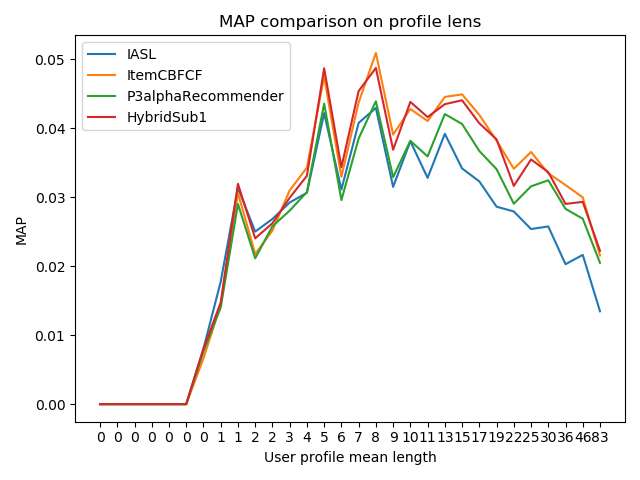 MAP comparison on profile lens
IASL
ItemCBFCF
P3alphaRecommender
HybridSub1
0.05
0.04
0.03
0.02
0.01
0.00
MAP
0 0 0 0 0 0 0 1 1 2 2 3 4 5 6 7 8 9 10 11 13 15 17 19 22 25 30 36 46 83
User profile mean length